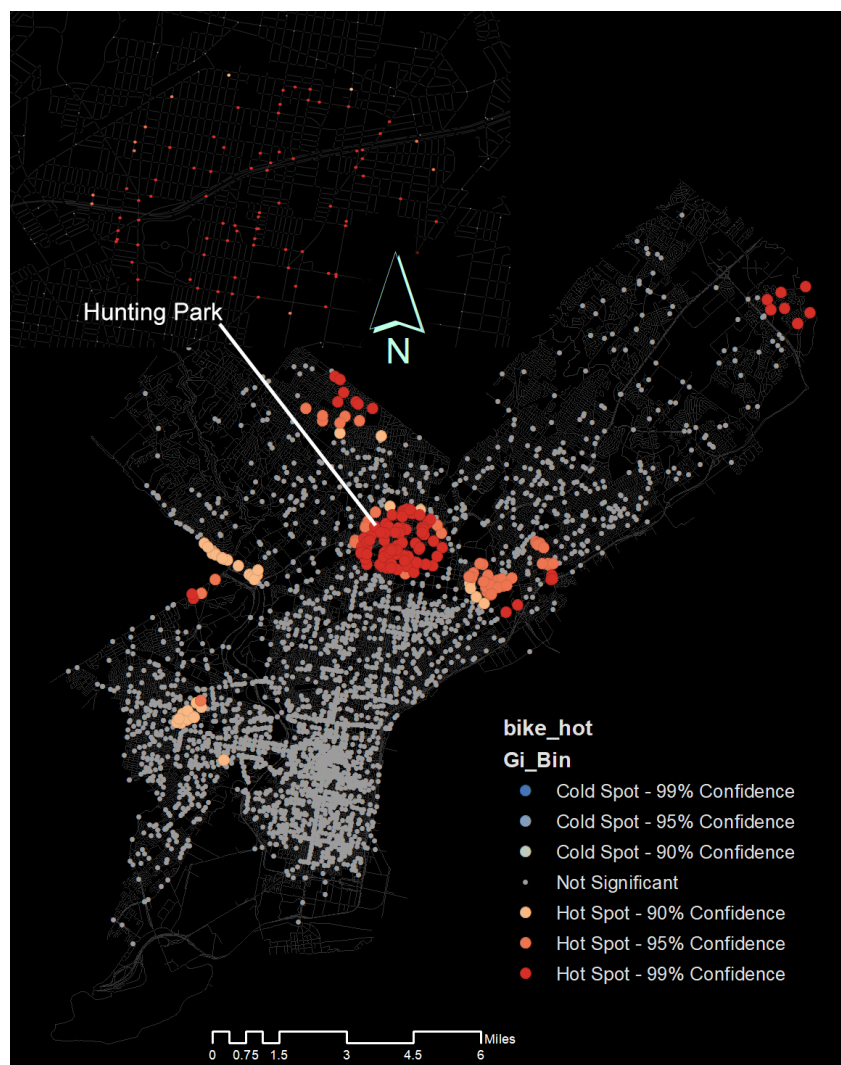 Hunting Park
N
bike_hot
Gi_Bin
Cold Spot - 99% Confidence
Cold Spot - 95% Confidence
Cold Spot - 90% Confidence
Not Significant
Hot Spot - 90% Confidence
Hot Spot - 95% Confidence
Hot Spot - 99% Confidence
Miles
0 0.75 1.5 3 4.5 6